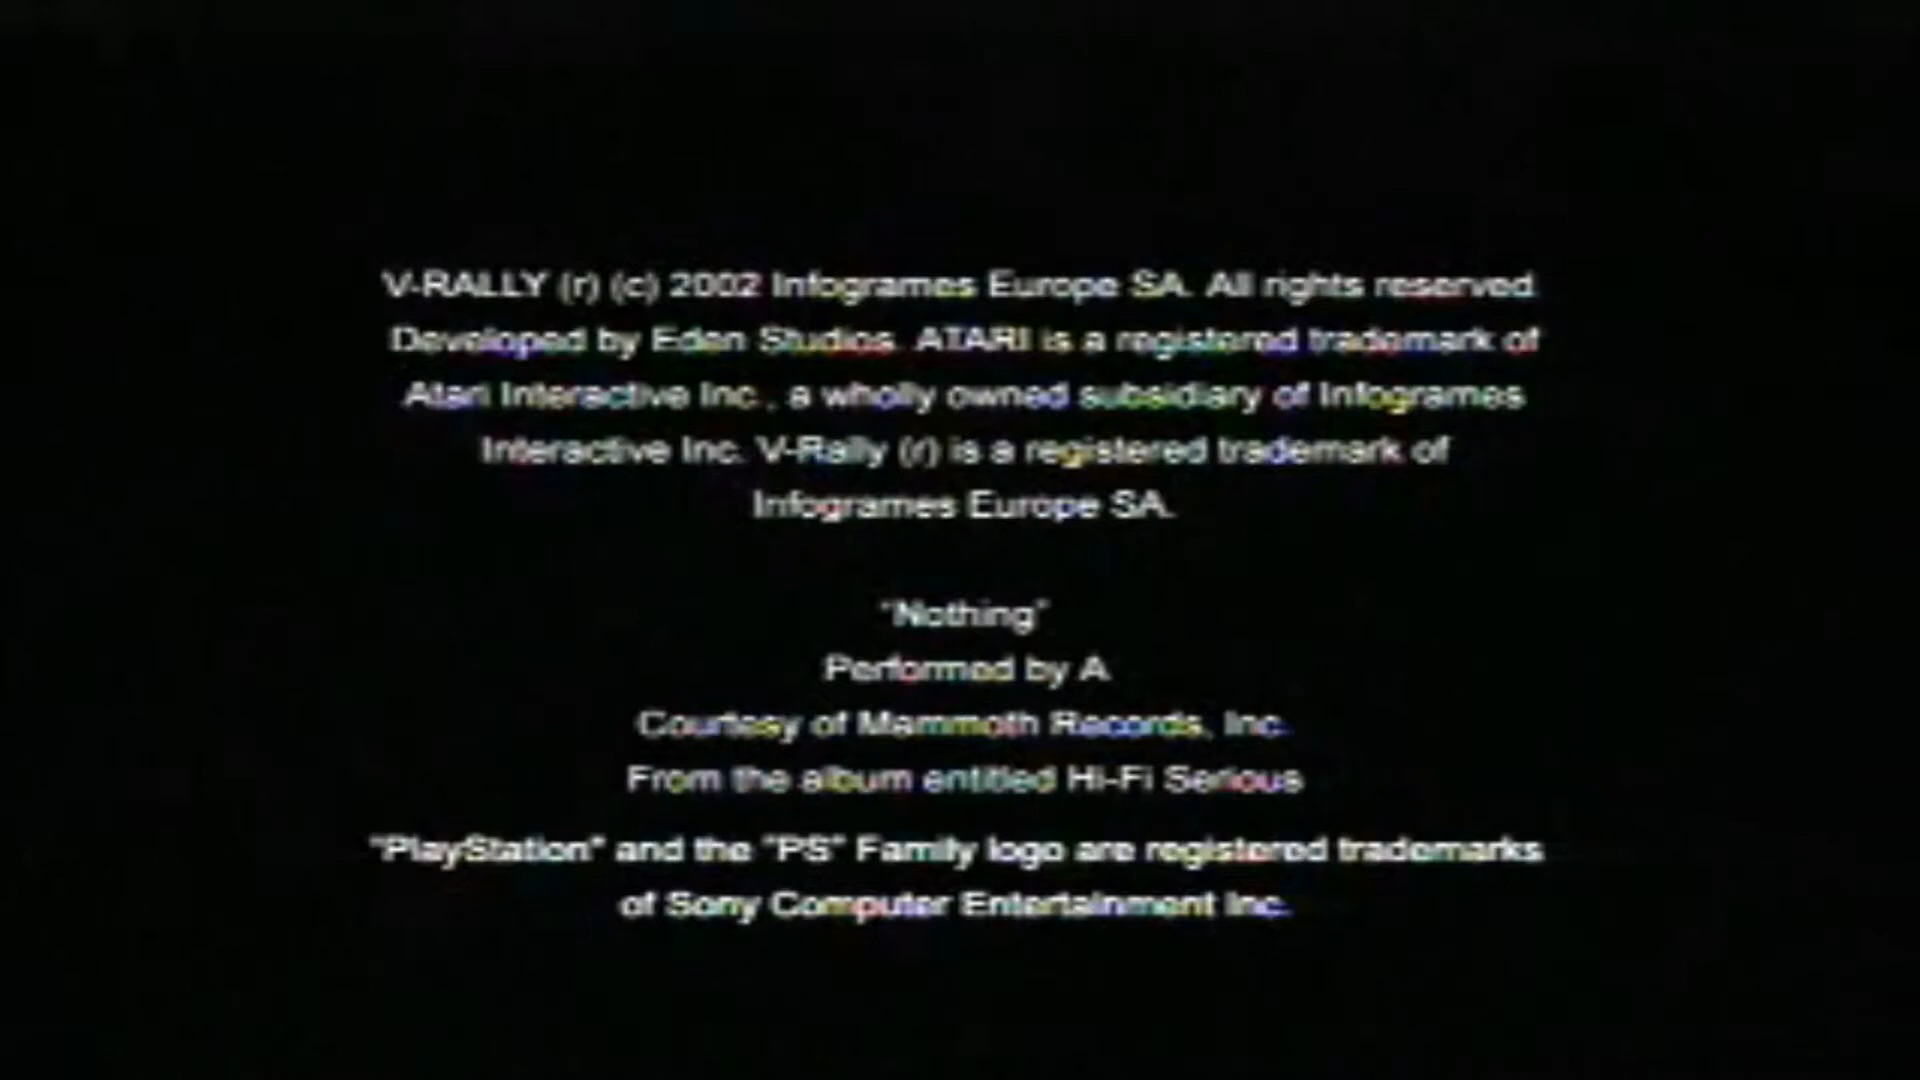 V-RALLY (r) (c) 2002 Infogrames Europe SA. All rights reserved.
Developed by Eden Studios. ATARI is a registered trademark of
Atari Interactive Inc., a wholly owned subsidiary of Infogrames
Interactive Inc. V-Rally (r) is a registered trademark of
Infogrames Europe SA.
"Nothing"
Performed by A
Courtesy of Mammoth Records, Inc.
From the album entitled Hi-Fi Serious
"PlayStation" and the "PS" Family logo are registered trademarks
of Sony Computer Entertainment Inc.